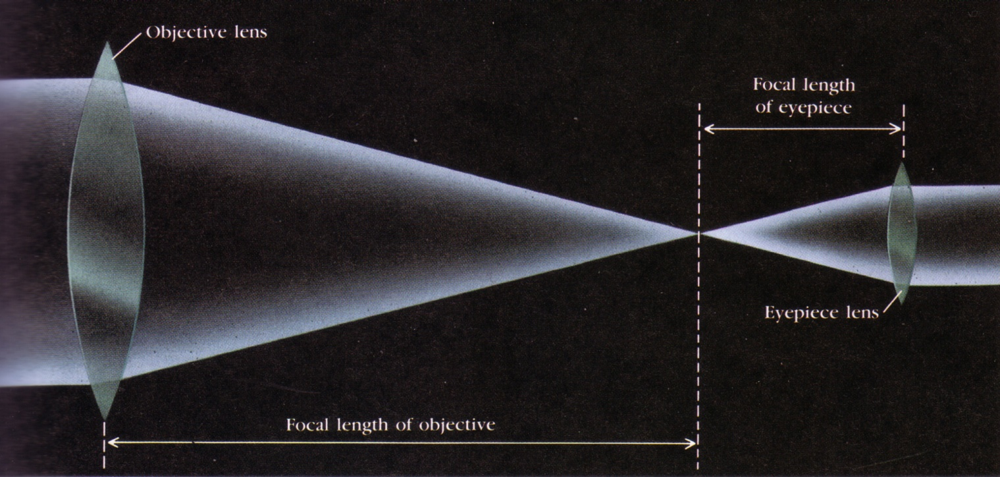 Objective lens
Focal length
of eyepiece
Eyepiece lens
Focal length of objective